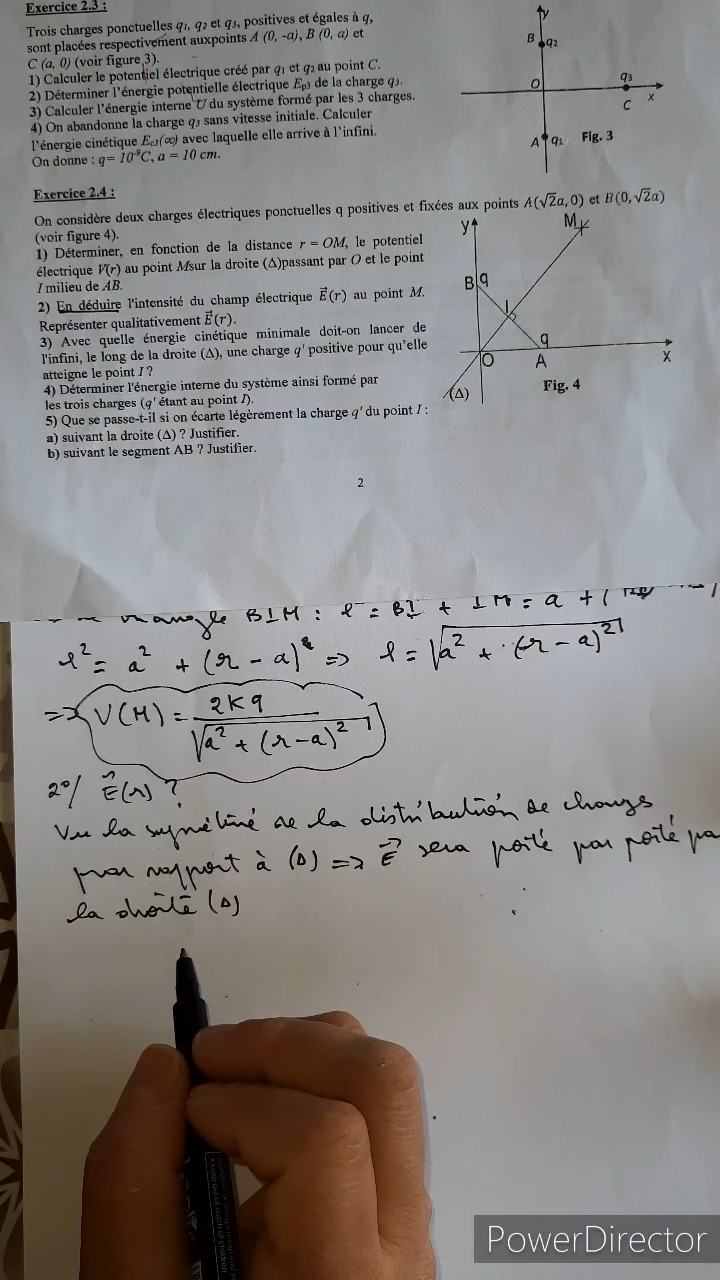 Exercice 2.3 :
Trois charges ponctuelles q1, q2 et q3, positives et égales à q,
sont placées respectivement auxpoints A (0, -a), B (0, a) et
C (a, 0) (voir figure 3).
1) Calculer le potentiel électrique créé par q1 et q2 au point C.
2) Déterminer l'énergie potentielle électrique Ep3 de la charge q3.
3) Calculer l'énergie interne U du système formé par les 3 charges.
4) On abandonne la charge q3 sans vitesse initiale. Calculer
l'énergie cinétique Ec3(∞) avec laquelle elle arrive à l'infini.
On donne : q= 10⁻⁹C, a = 10 cm.
y
B q2
O
q3
C
x
A q1
Fig. 3
Exercice 2.4 :
On considère deux charges électriques ponctuelles q positives et fixées aux points A(√2a, 0) et B(0, √2a)
(voir figure 4).
1) Déterminer, en fonction de la distance r = OM, le potentiel
électrique V(r) au point Msur la droite (Δ)passant par O et le point
I milieu de AB.
2) En déduire l'intensité du champ électrique E⃗(r) au point M.
Représenter qualitativement E⃗(r).
3) Avec quelle énergie cinétique minimale doit-on lancer de
l'infini, le long de la droite (Δ), une charge q' positive pour qu'elle
atteigne le point I ?
4) Déterminer l'énergie interne du système ainsi formé par
les trois charges (q' étant au point I).
5) Que se passe-t-il si on écarte légèrement la charge q' du point I :
a) suivant la droite (Δ) ? Justifier.
b) suivant le segment AB ? Justifier.
y
M
B q
I
q
O
A
X
(Δ)
Fig. 4
2
triangle BIM : l = BI + IM = a + (
l² = a² + (r - a)² => l = √a² + (r - a)²
=> V(M) = 2Kq / √a² + (r-a)²
2°/ E⃗(r) ?
Vu la symétrie de la distribution de charges
par rapport à (Δ) => E⃗ sera porté par porté pa
la droite (Δ)
PowerDirector